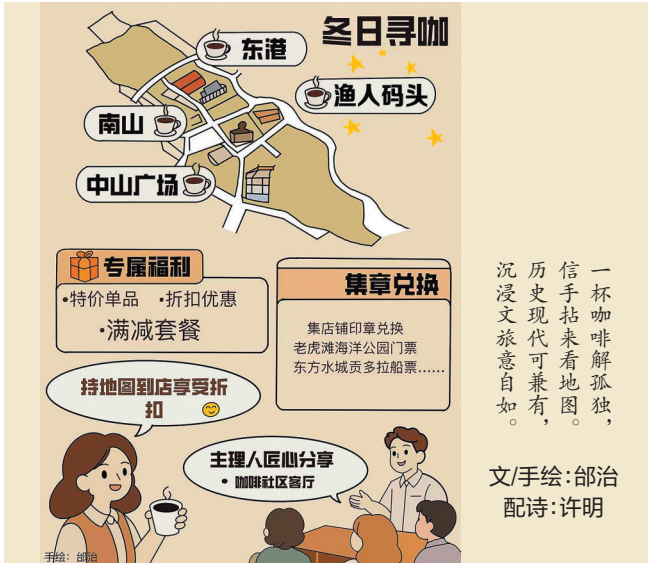 冬日寻咖
东港
渔人码头
南山
中山广场
专属福利
•特价单品 •折扣优惠
•满减套餐
集章兑换
集店铺印章兑换
老虎滩海洋公园门票
东方水城贡多拉船票......
持地图到店享受折
扣
主理人匠心分享
• 咖啡社区客厅
手绘：邰治
一杯咖啡解孤独，
信手拈来看地图。
历史现代可兼有，
沉浸文旅意自如。
文/手绘:邰治
配诗:许明